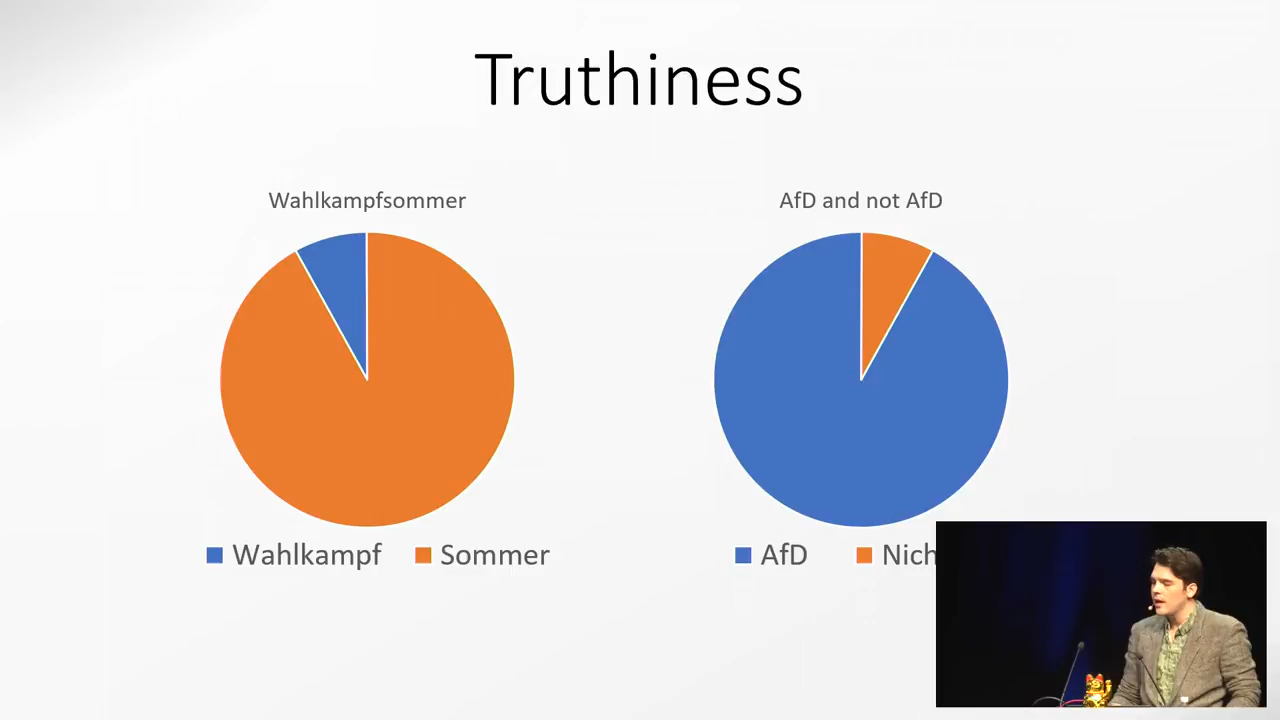 Truthiness
Wahlkampfsommer
AfD and not AfD
Wahlkampf Sommer
AfD Nich